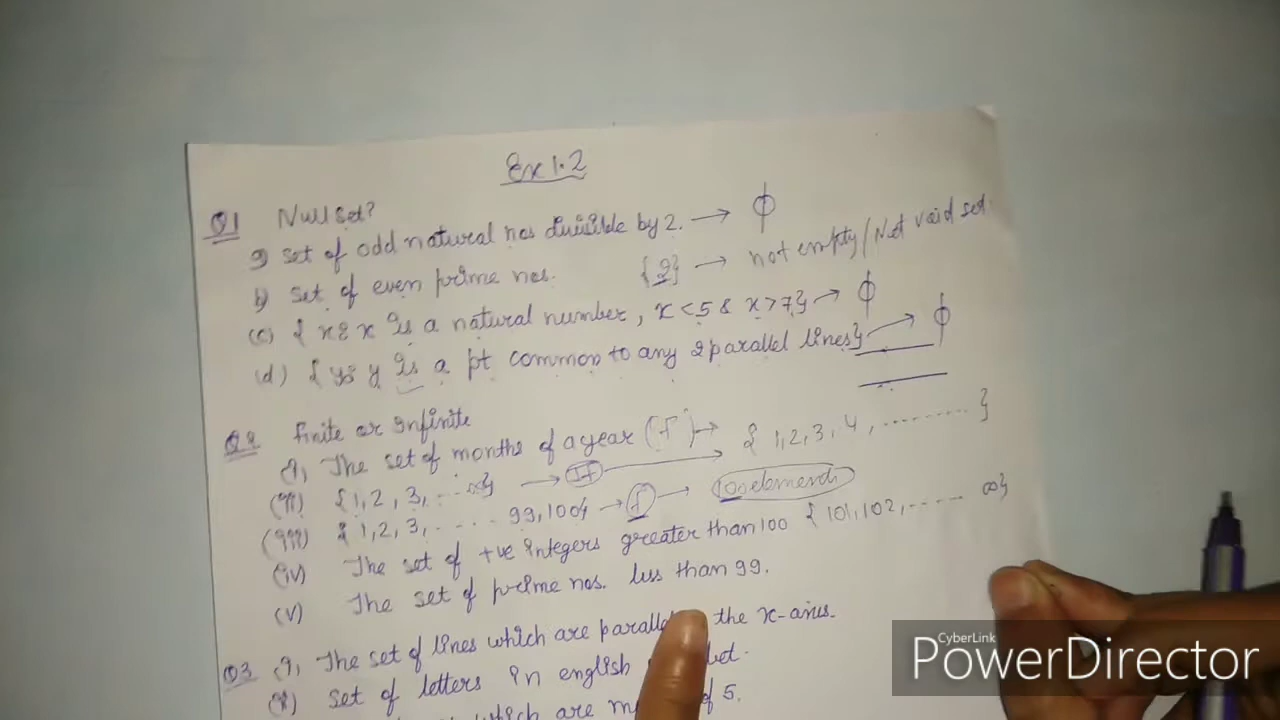 Ex 1.2
Q1 Null set?
a) Set of odd natural nos divisible by 2. → ϕ
b) Set of even prime nos. {2} → not empty/Not void set.
(c) { x: x is a natural number, x < 5 & x > 7} → ϕ
(d) { y: y is a pt common to any 2 parallel lines} → ϕ
Q2 Finite or Infinite
(i) The set of months of a year (f) →
(ii) {1,2,3,....∞} → If → { 1,2,3,4, ......... }
(iii) {1,2,3,..... 99,100} → f → 100 elements
(iv) The set of +ve integers greater than 100 { 101,102,...... ∞}
(v) The set of prime nos. less than 99.
Q3 (i) The set of lines which are parallel the x-axis.
(ii) Set of letters in english
which are of 5.
CyberLink
PowerDirector